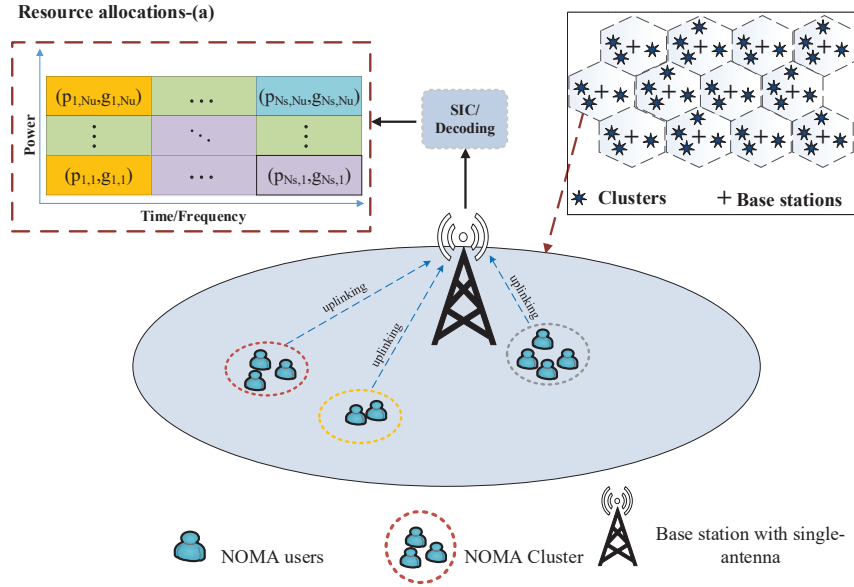 Resource allocations-(a)
Power
(p1,Nu,g1,Nu)
...
(pNs,Nu,gNs,Nu)
(p1,1,g1,1)
...
(pNs,1,gNs,1)
Time/Frequency
SIC/
Decoding
Clusters
+ Base stations
uplinking
uplinking
uplinking
NOMA users
NOMA Cluster
Base station with single-
antenna